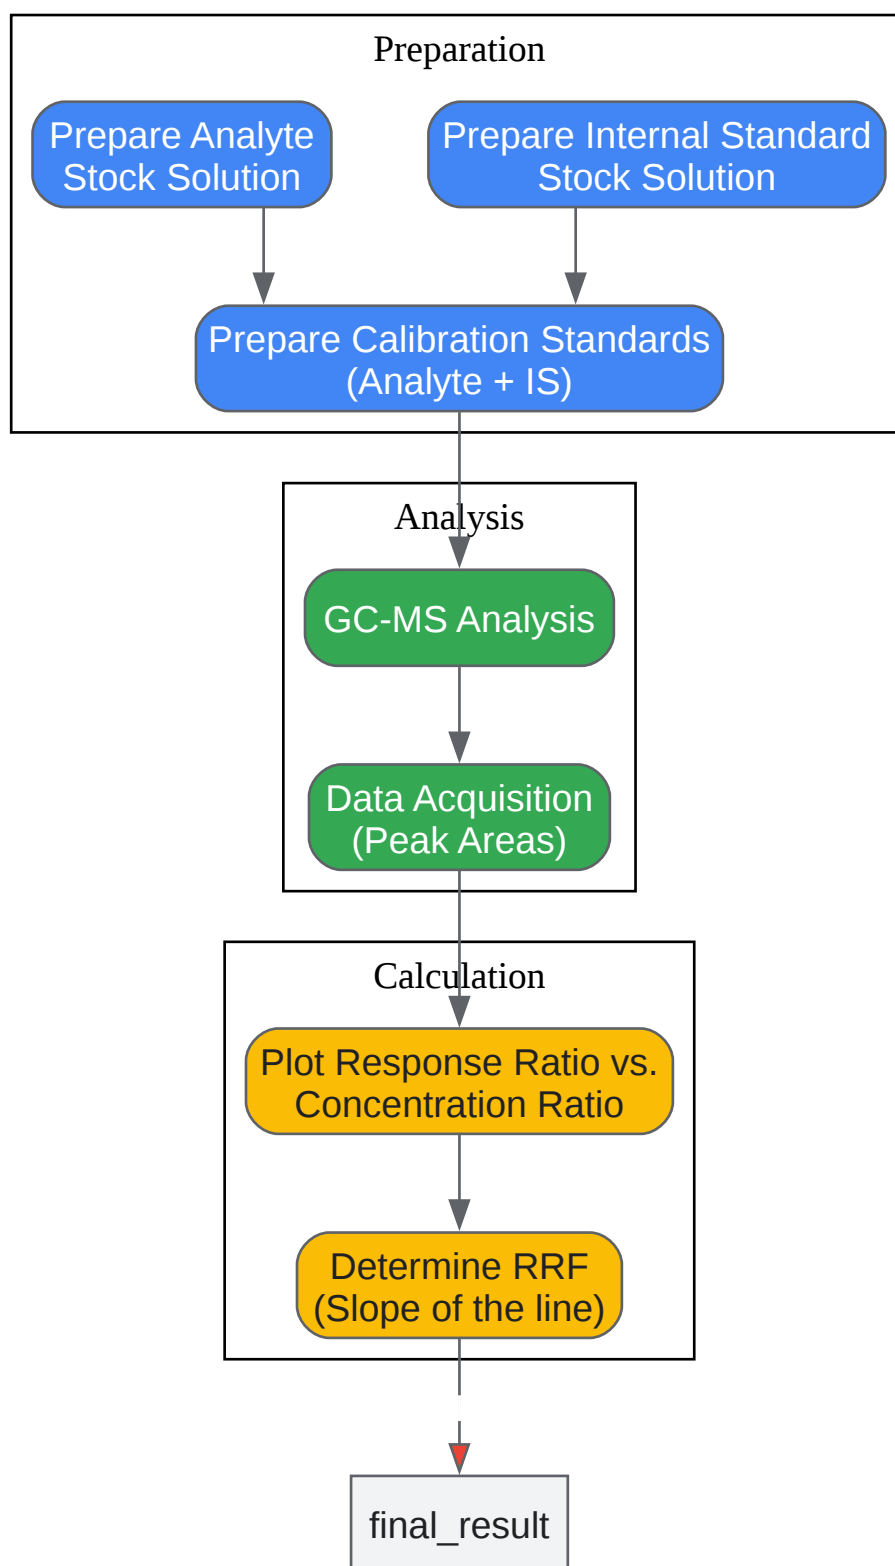 Preparation
Prepare Analyte
Stock Solution
Prepare Internal Standard
Stock Solution
Prepare Calibration Standards
(Analyte + IS)
Analysis
GC-MS Analysis
Data Acquisition
(Peak Areas)
Calculation
Plot Response Ratio vs.
Concentration Ratio
Determine RRF
(Slope of the line)
final_result